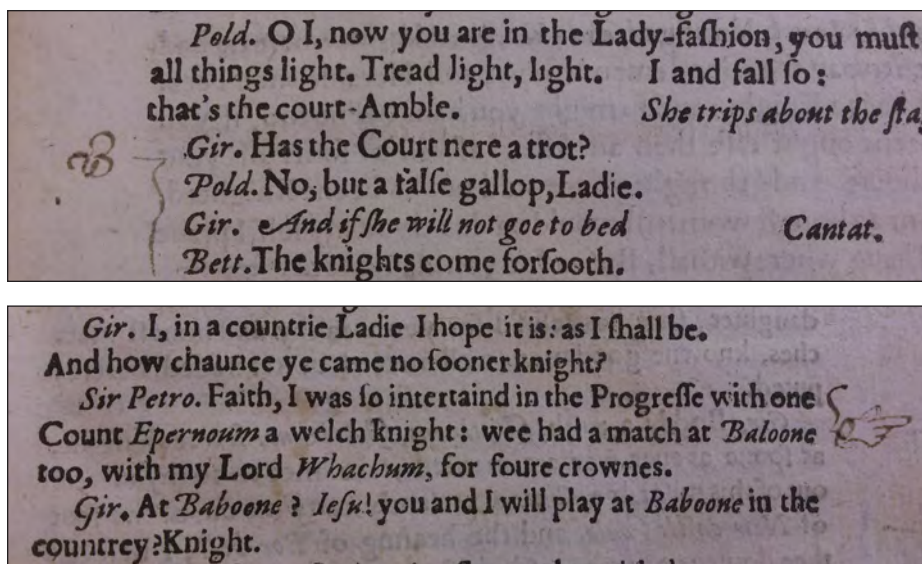 Pold. O I, now you are in the Lady-faſhion, you muſt
all things light. Tread light, light. I and fall ſo:
that's the court-Amble. She trips about the ſta
Gir. Has the Court nere a trot?
Pold. No, but a falſe gallop, Ladie.
Gir. And if ſhe will not goe to bed Cantat.
Bett. The knights come forſooth.
Gir. I, in a countrie Ladie I hope it is: as I ſhall be.
And how chaunce ye came no ſooner knight?
Sir Petro. Faith, I was ſo intertaind in the Progreſſe with one
Count Epernoum a welch knight: wee had a match at Baloone
too, with my Lord Whachum, for foure crownes.
Gir. At Baboone? Ieſu! you and I will play at Baboone in the
countrey?Knight.